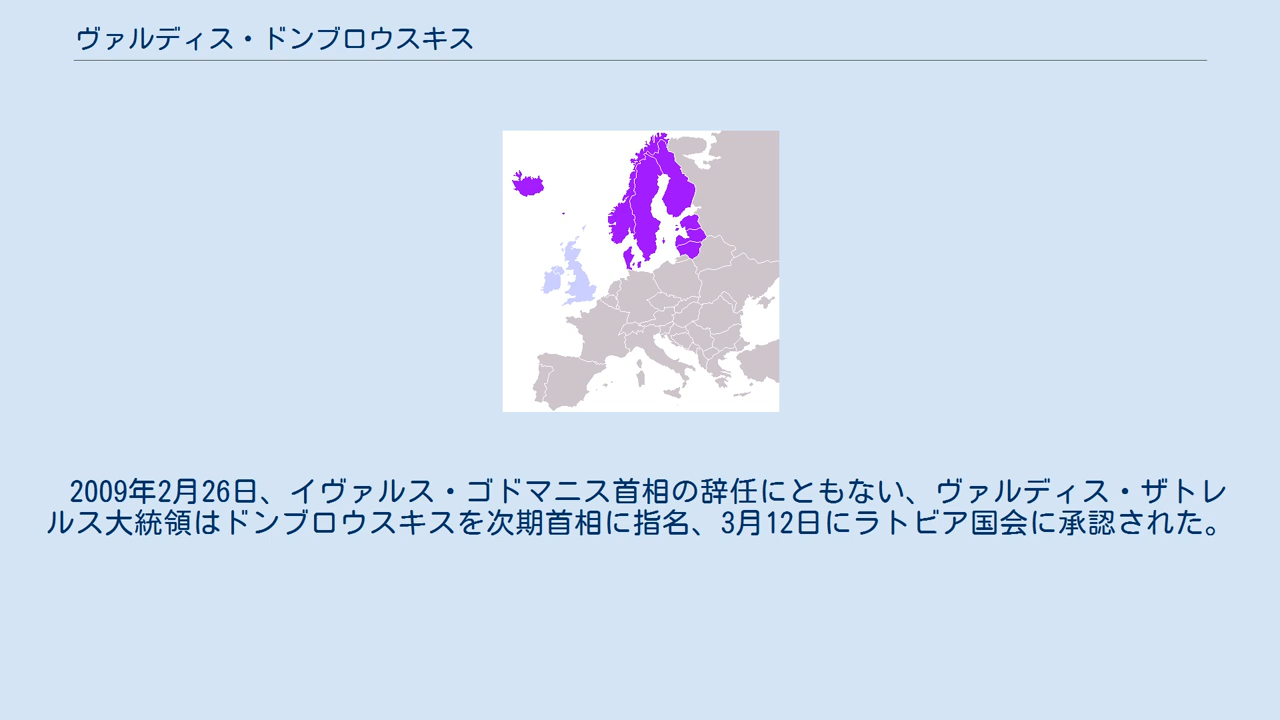 ヴァルディス・ドンブロウスキス
2009年2月26日、イヴァルス・ゴドマニス首相の辞任にともない、ヴァルディス・ザトレ
ルス大統領はドンブロウスキスを次期首相に指名、3月12日にラトビア国会に承認された。